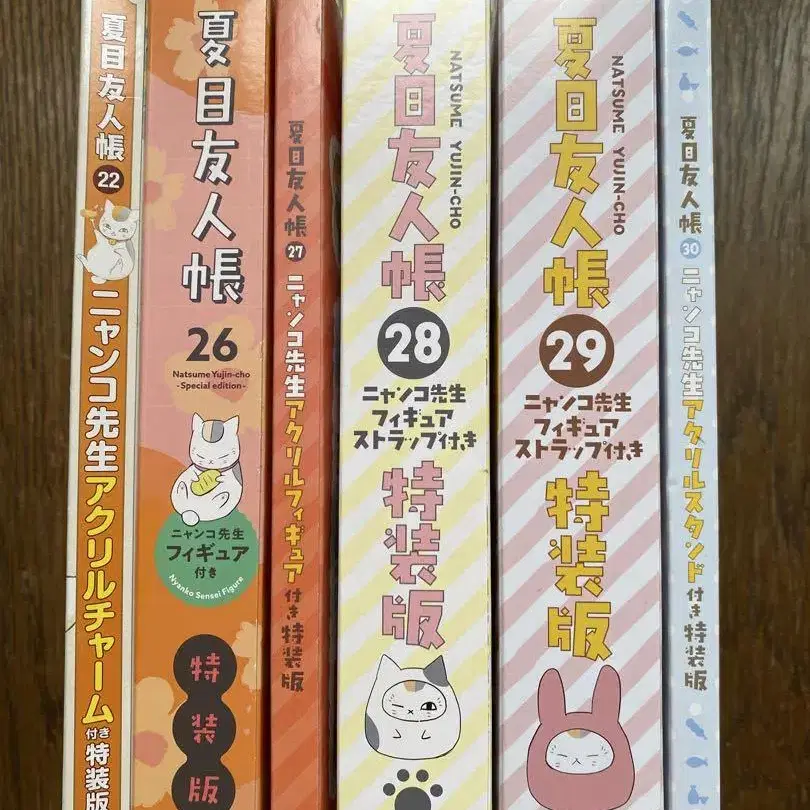 夏目友人帳
22
ニャンコ先生アクリルチャーム付き特装版
夏目友人帳
26
Natsume Yujin-cho
-Special edition-
ニャンコ先生
フィギュア
付き
Nyanko Sensei Figure
特装版
夏目友人帳
27
ニャンコ先生アクリルフィギュア付き特装版
夏目友人帳
NATSUME YUJIN-CHO
28
ニャンコ先生
フィギュア
ストラップ付き
特装版
夏目友人帳
NATSUME YUJIN-CHO
29
ニャンコ先生
フィギュア
ストラップ付き
特装版
夏目友人帳
30
ニャンコ先生アクリルスタンド付き特装版